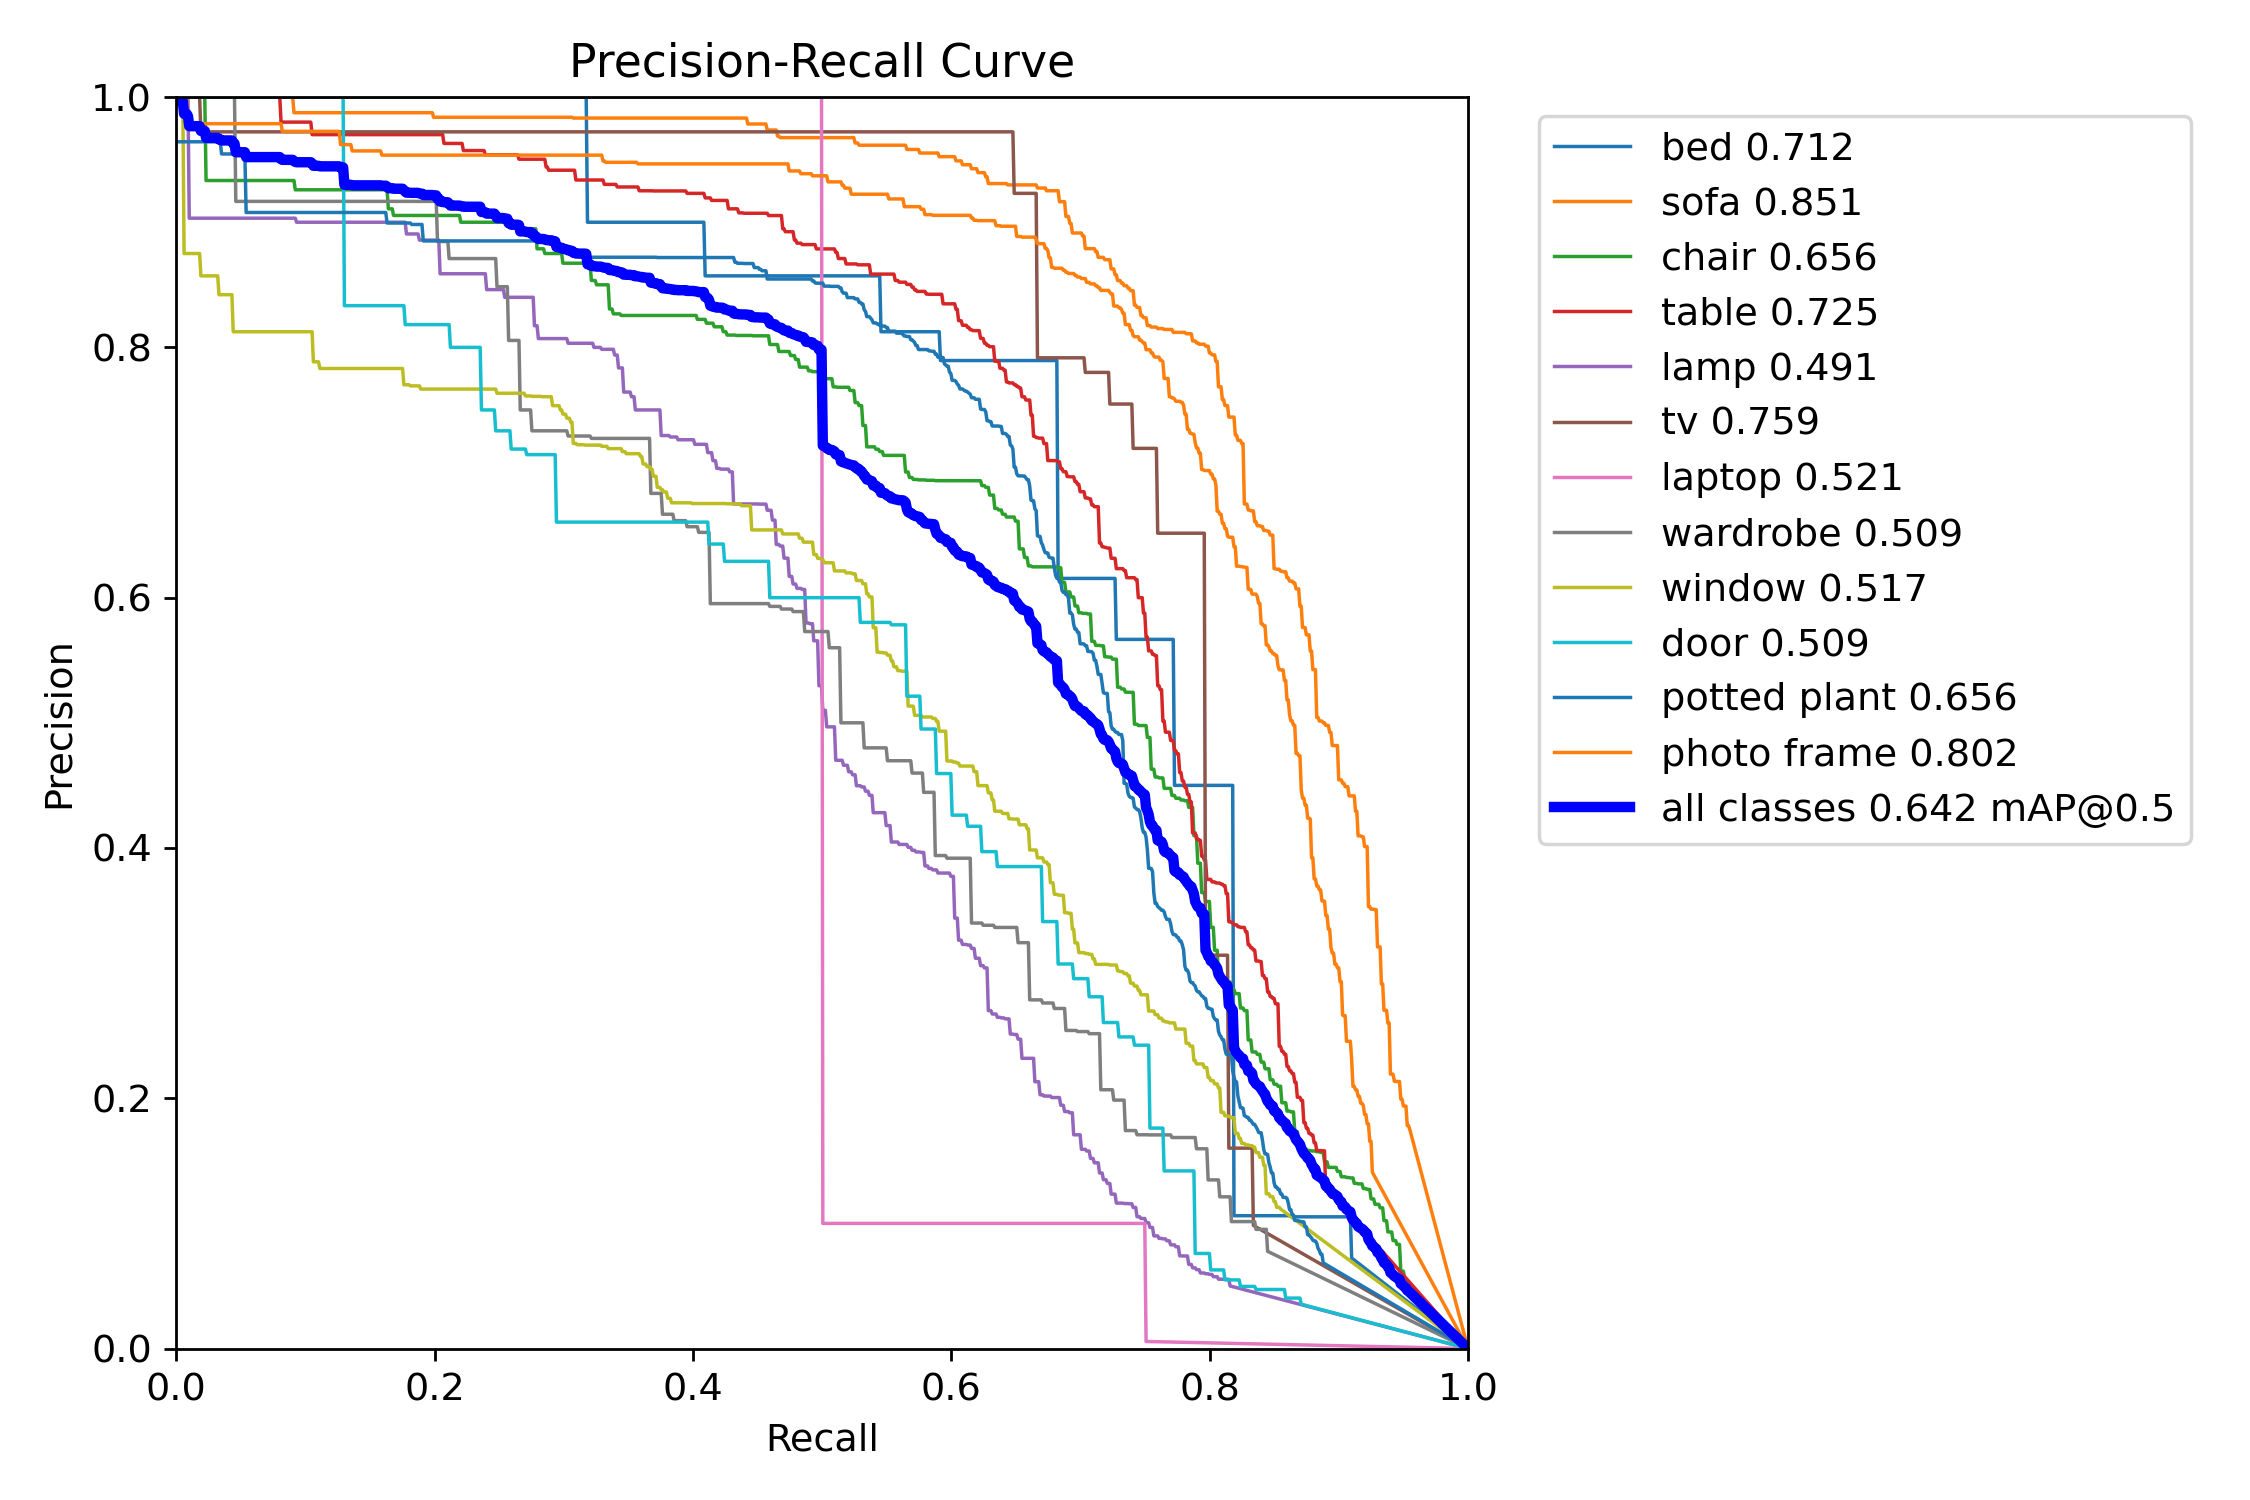 Precision-Recall Curve
1.0
0.8
0.6
0.4
0.2
0.0
Precision
0.0 0.2 0.4 0.6 0.8 1.0
Recall
bed 0.712
sofa 0.851
chair 0.656
table 0.725
lamp 0.491
tv 0.759
laptop 0.521
wardrobe 0.509
window 0.517
door 0.509
potted plant 0.656
photo frame 0.802
all classes 0.642 mAP@0.5